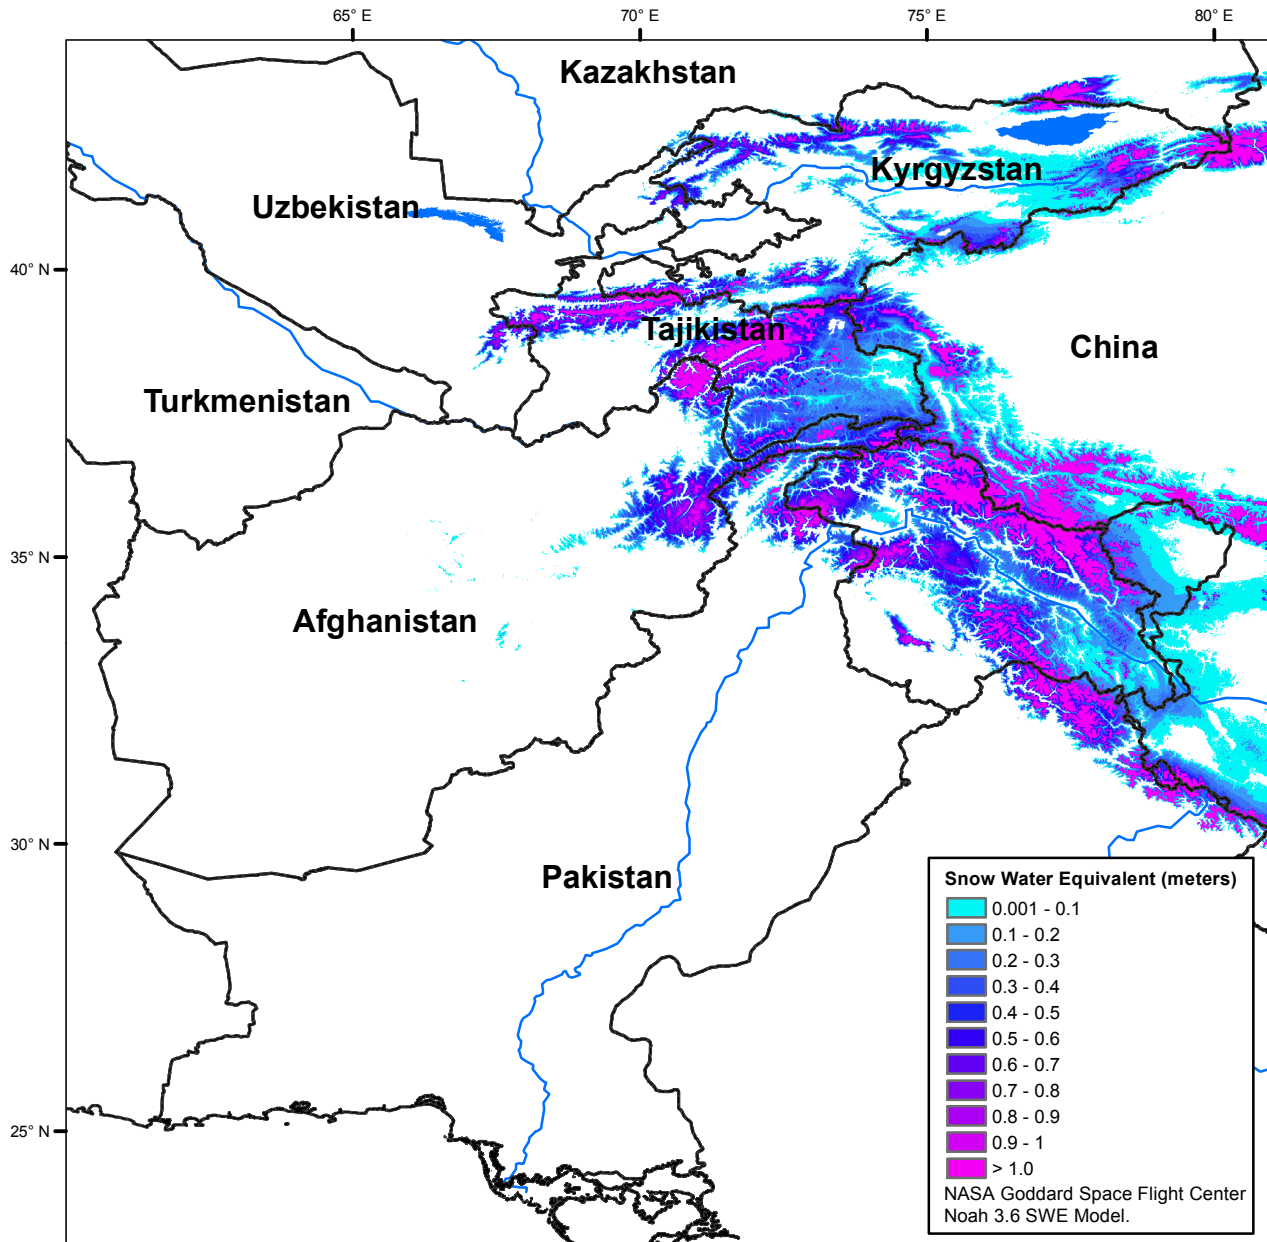 65° E
70° E
75° E
80° E
Kazakhstan
Kyrgyzstan
Uzbekistan
40° N
Tajikistan
China
Turkmenistan
35° N
Afghanistan
30° N
Pakistan
Snow Water Equivalent (meters)
0.001 - 0.1
0.1 - 0.2
0.2 - 0.3
0.3 - 0.4
0.4 - 0.5
0.5 - 0.6
0.6 - 0.7
0.7 - 0.8
0.8 - 0.9
0.9 - 1
> 1.0
25° N
NASA Goddard Space Flight Center
Noah 3.6 SWE Model.